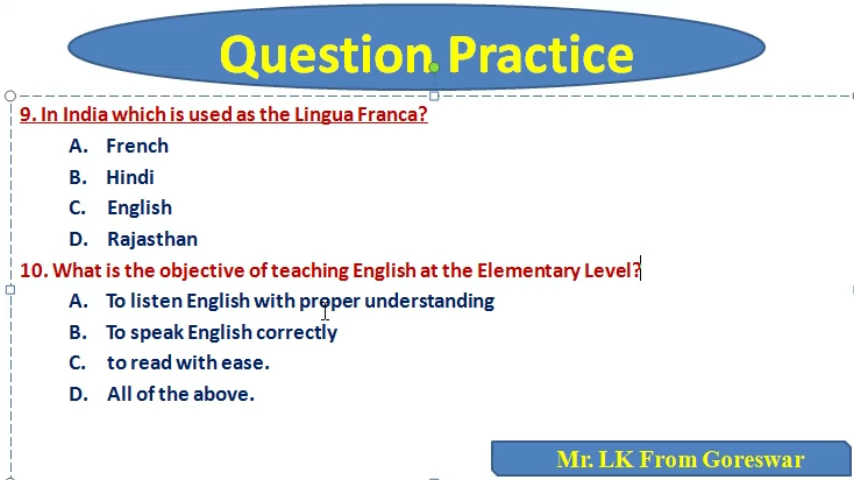 Question Practice
9. In India which is used as the Lingua Franca?
A. French
B. Hindi
C. English
D. Rajasthan
10. What is the objective of teaching English at the Elementary Level?
A. To listen English with proper understanding
B. To speak English correctly
C. to read with ease.
D. All of the above.
Mr. LK From Goreswar